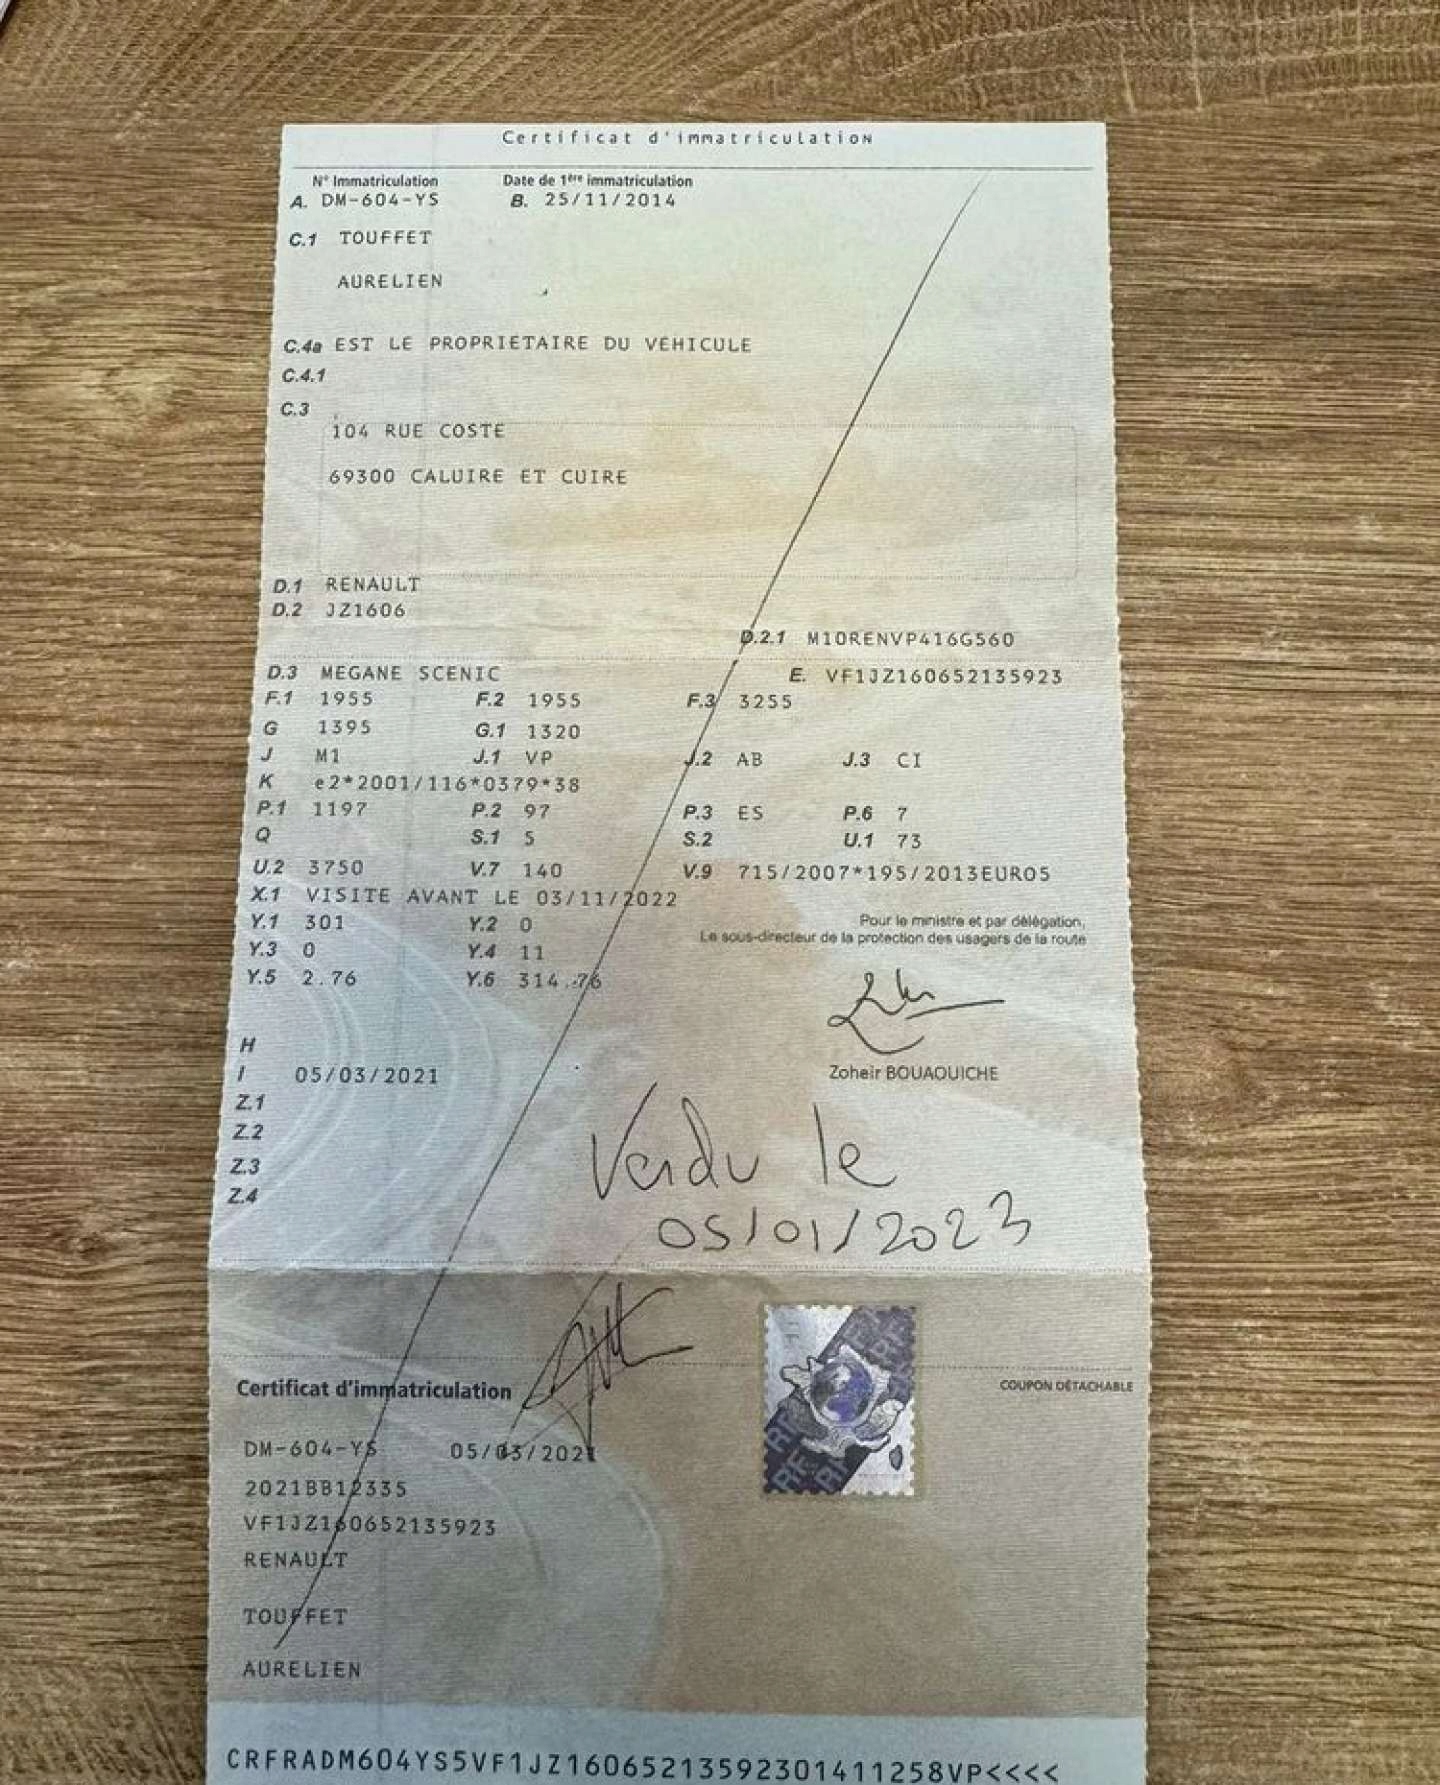 Certificat d'immatriculation
N° Immatriculation Date de 1ère immatriculation
A. DM-604-YS B. 25/11/2014
C.1 TOUFFET
AURELIEN
C.4a EST LE PROPRIETAIRE DU VEHICULE
C.4.1
C.3
104 RUE COSTE
69300 CALUIRE ET CUIRE
D.1 RENAULT
D.2 JZ1606
D.2.1 M10RENVP416G560
D.3 MEGANE SCENIC E. VF1JZ160652135923
F.1 1955 F.2 1955 F.3 3255
G 1395 G.1 1320
J M1 J.1 VP J.2 AB J.3 CI
K e2*2001/116*0379*38
P.1 1197 P.2 97 P.3 ES P.6 7
Q S.1 5 S.2 U.1 73
U.2 3750 V.7 140 V.9 715/2007*195/2013EURO5
X.1 VISITE AVANT LE 03/11/2022
Y.1 301 Y.2 0
Y.3 0 Y.4 11
Y.5 2.76 Y.6 314.76
Pour le ministre et par délégation,
Le sous-directeur de la protection des usagers de la route
Zoheir BOUAOUICHE
H
I 05/03/2021
Z.1
Z.2
Z.3
Z.4
Vendu le
05/01/2023
Certificat d'immatriculation COUPON DÉTACHABLE
DM-604-YS 05/03/2021
2021BB12335
VF1JZ160652135923
RENAULT
TOUFFET
AURELIEN
CRFRADM604YS5VF1JZ16065213592301411258VP<<<<